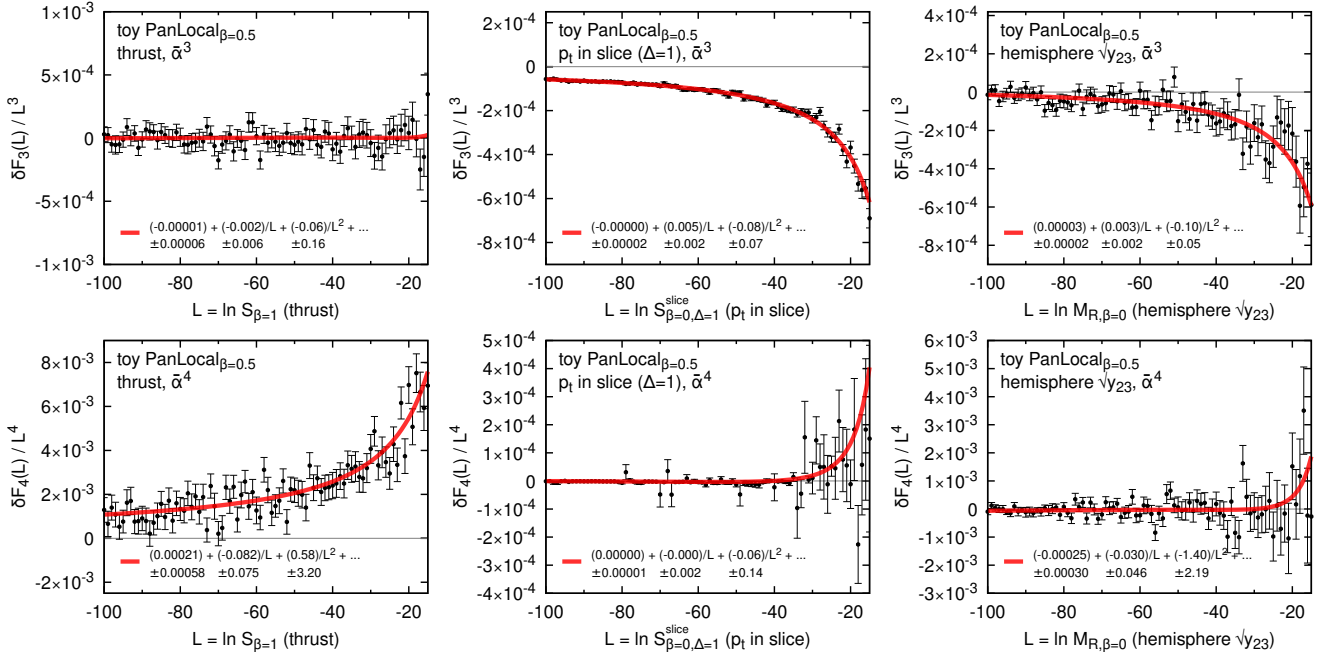 toy PanLocalβ=0.5
thrust, ᾱ³
δF₃(L) / L³
1×10⁻³
5×10⁻⁴
0
-5×10⁻⁴
-1×10⁻³
(-0.00001) + (-0.002)/L + (-0.06)/L² + ...
±0.00006 ±0.006 ±0.16
-100 -80 -60 -40 -20
L = ln Sβ=1 (thrust)
toy PanLocalβ=0.5
pt in slice (Δ=1), ᾱ³
δF₃(L) / L³
2×10⁻⁴
0
-2×10⁻⁴
-4×10⁻⁴
-6×10⁻⁴
-8×10⁻⁴
(-0.00000) + (0.005)/L + (-0.08)/L² + ...
±0.00002 ±0.002 ±0.07
-100 -80 -60 -40 -20
L = ln S^slice β=0,Δ=1 (pt in slice)
toy PanLocalβ=0.5
hemisphere √y₂₃, ᾱ³
δF₃(L) / L³
4×10⁻⁴
2×10⁻⁴
0
-2×10⁻⁴
-4×10⁻⁴
-6×10⁻⁴
-8×10⁻⁴
(0.00003) + (0.003)/L + (-0.10)/L² + ...
±0.00002 ±0.002 ±0.05
-100 -80 -60 -40 -20
L = ln M_R,β=0 (hemisphere √y₂₃)
toy PanLocalβ=0.5
thrust, ᾱ⁴
δF₄(L) / L⁴
8×10⁻³
6×10⁻³
4×10⁻³
2×10⁻³
0
-2×10⁻³
(0.00021) + (-0.082)/L + (0.58)/L² + ...
±0.00058 ±0.075 ±3.20
-100 -80 -60 -40 -20
L = ln Sβ=1 (thrust)
toy PanLocalβ=0.5
pt in slice (Δ=1), ᾱ⁴
δF₄(L) / L⁴
5×10⁻⁴
4×10⁻⁴
3×10⁻⁴
2×10⁻⁴
1×10⁻⁴
0
-1×10⁻⁴
-2×10⁻⁴
-3×10⁻⁴
-4×10⁻⁴
(0.00000) + (-0.000)/L + (-0.06)/L² + ...
±0.00001 ±0.002 ±0.14
-100 -80 -60 -40 -20
L = ln S^slice β=0,Δ=1 (pt in slice)
toy PanLocalβ=0.5
hemisphere √y₂₃, ᾱ⁴
δF₄(L) / L⁴
6×10⁻³
5×10⁻³
4×10⁻³
3×10⁻³
2×10⁻³
1×10⁻³
0
-1×10⁻³
-2×10⁻³
-3×10⁻³
(-0.00025) + (-0.030)/L + (-1.40)/L² + ...
±0.00030 ±0.046 ±2.19
-100 -80 -60 -40 -20
L = ln M_R,β=0 (hemisphere √y₂₃)